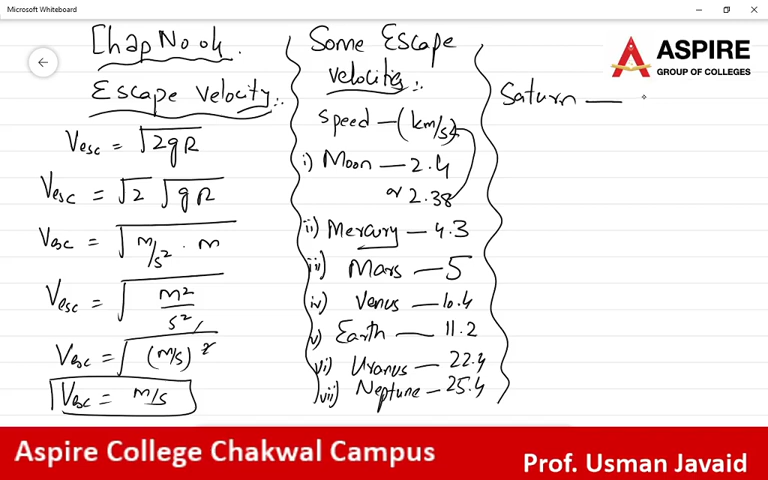 Microsoft Whiteboard
Chap No 04.
Escape Velocity :.
Vesc = √2gR
Vesc = √2 √gR
Vesc = √m/s² . m
Vesc = √m²/s²
Vesc = √(m/s)²
Vesc = m/s
Some Escape
velocities :.
Speed — (km/s)
i) Moon — 2.4
or 2.38
ii) Mercury — 4.3
iii) Mars — 5
iv) Venus — 10.4
v) Earth — 11.2
vi) Uranus — 22.4
vii) Neptune — 25.4
Saturn —
ASPIRE
GROUP OF COLLEGES
Aspire College Chakwal Campus
Prof. Usman Javaid